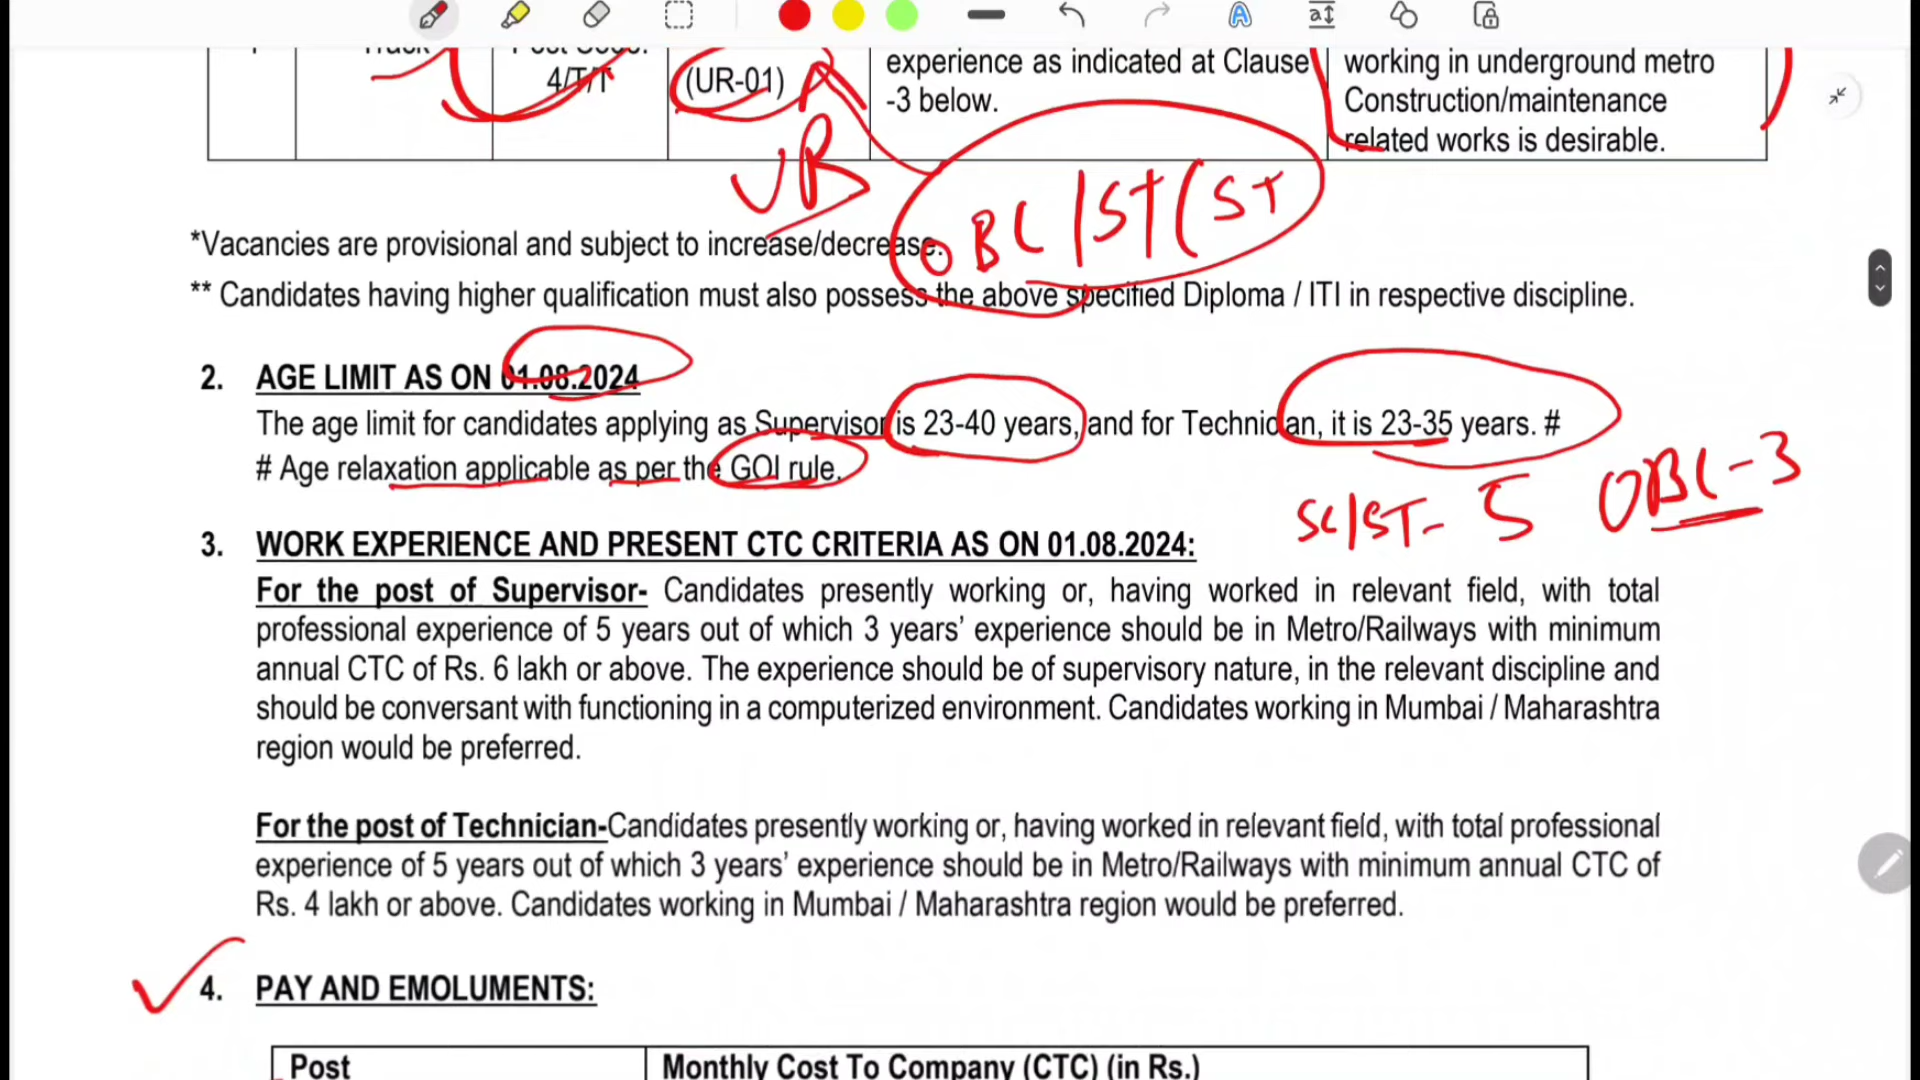 Truck
Post Code:
4/T/T
(UR-01)
experience as indicated at Clause
-3 below.
working in underground metro
Construction/maintenance
related works is desirable.
UR
OBC/ST(ST
*Vacancies are provisional and subject to increase/decrease.
** Candidates having higher qualification must also possess the above specified Diploma / ITI in respective discipline.
2. AGE LIMIT AS ON 01.08.2024
The age limit for candidates applying as Supervisor is 23-40 years, and for Technician, it is 23-35 years. #
# Age relaxation applicable as per the GOI rule.
SC/ST- 5 OBC-3
3. WORK EXPERIENCE AND PRESENT CTC CRITERIA AS ON 01.08.2024:
For the post of Supervisor- Candidates presently working or, having worked in relevant field, with total
professional experience of 5 years out of which 3 years’ experience should be in Metro/Railways with minimum
annual CTC of Rs. 6 lakh or above. The experience should be of supervisory nature, in the relevant discipline and
should be conversant with functioning in a computerized environment. Candidates working in Mumbai / Maharashtra
region would be preferred.
For the post of Technician-Candidates presently working or, having worked in relevant field, with total professional
experience of 5 years out of which 3 years’ experience should be in Metro/Railways with minimum annual CTC of
Rs. 4 lakh or above. Candidates working in Mumbai / Maharashtra region would be preferred.
4. PAY AND EMOLUMENTS:
Post
Monthly Cost To Company (CTC) (in Rs.)